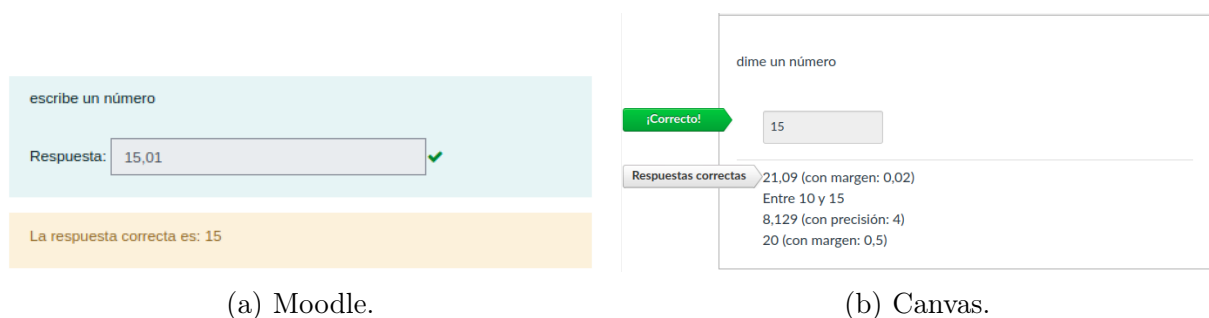 escribe un número
Respuesta: 15,01
La respuesta correcta es: 15
(a) Moodle.
dime un número
¡Correcto!
15
Respuestas correctas
21,09 (con margen: 0,02)
Entre 10 y 15
8,129 (con precisión: 4)
20 (con margen: 0,5)
(b) Canvas.